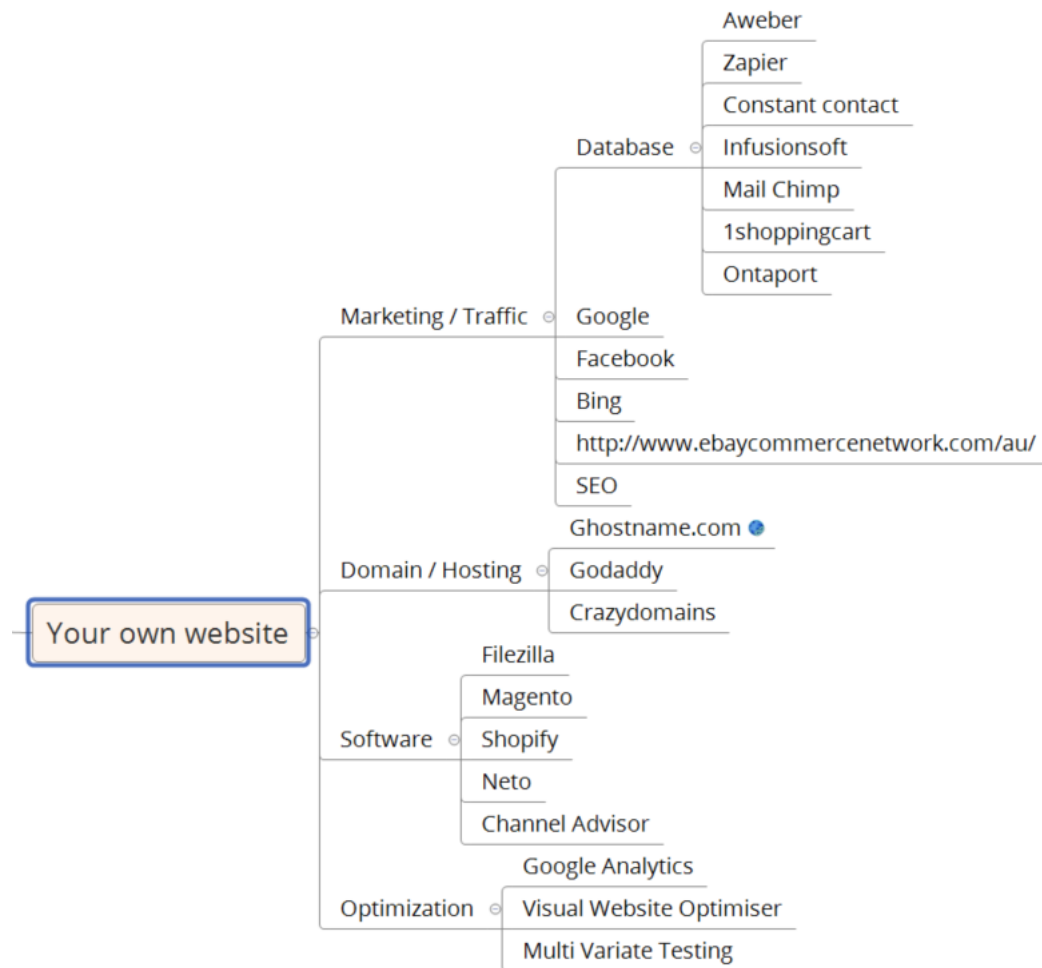 Aweber
Zapier
Constant contact
Database
Infusionsoft
Mail Chimp
1shoppingcart
Ontaport
Marketing / Traffic
Google
Facebook
Bing
http://www.ebaycommercenetwork.com/au/
SEO
Ghostname.com
Domain / Hosting
Godaddy
Crazydomains
Your own website
Filezilla
Magento
Software
Shopify
Neto
Channel Advisor
Google Analytics
Optimization
Visual Website Optimiser
Multi Variate Testing